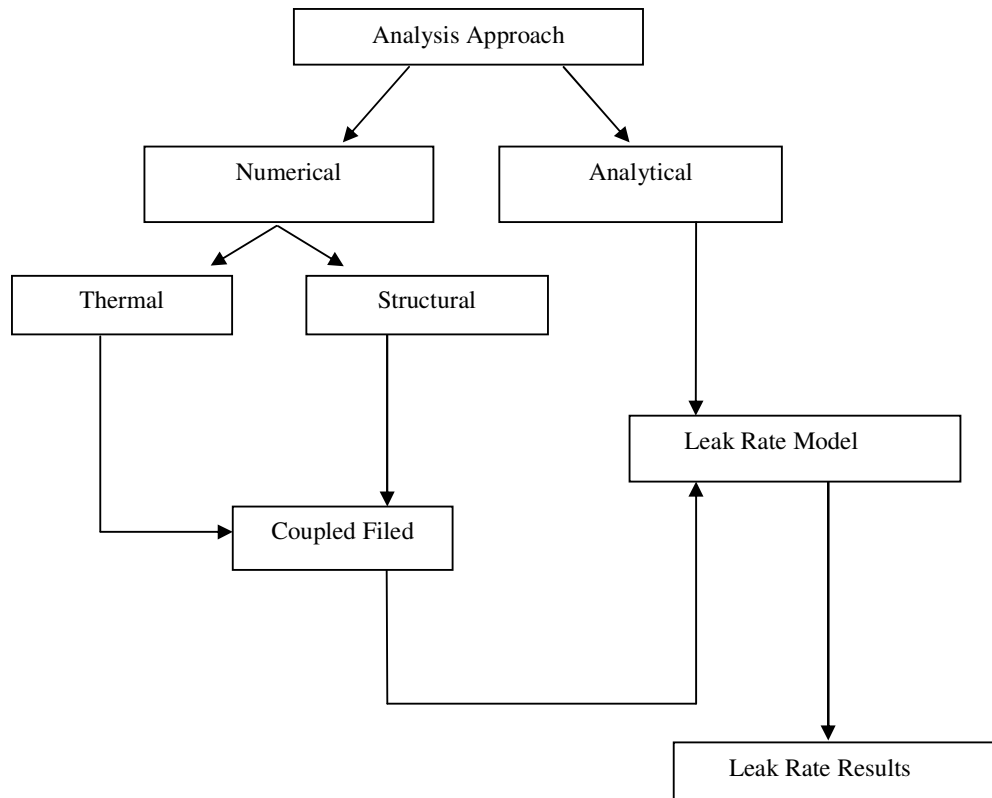 Analysis Approach
Numerical
Analytical
Thermal
Structural
Leak Rate Model
Coupled Filed
Leak Rate Results